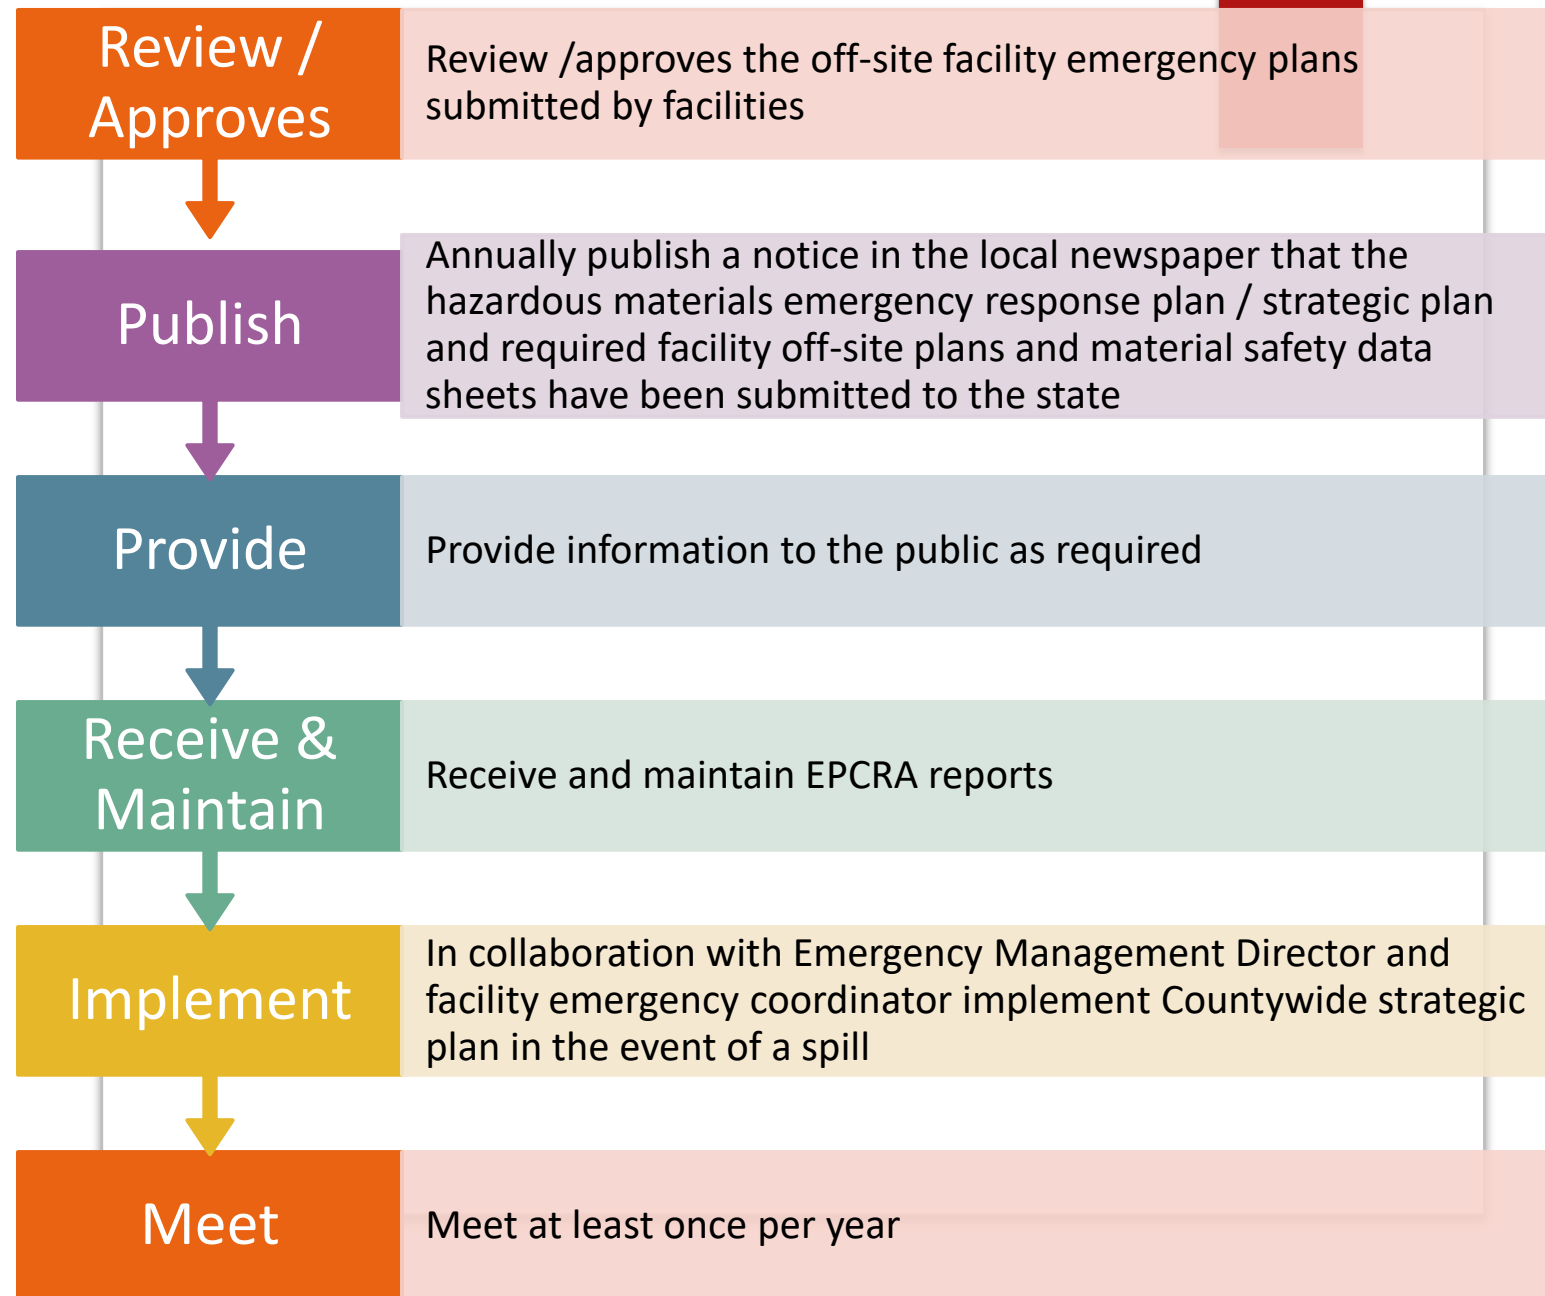 Review /
Approves
Review /approves the off-site facility emergency plans
submitted by facilities
Publish
Annually publish a notice in the local newspaper that the
hazardous materials emergency response plan / strategic plan
and required facility off-site plans and material safety data
sheets have been submitted to the state
Provide
Provide information to the public as required
Receive &
Maintain
Receive and maintain EPCRA reports
Implement
In collaboration with Emergency Management Director and
facility emergency coordinator implement Countywide strategic
plan in the event of a spill
Meet
Meet at least once per year